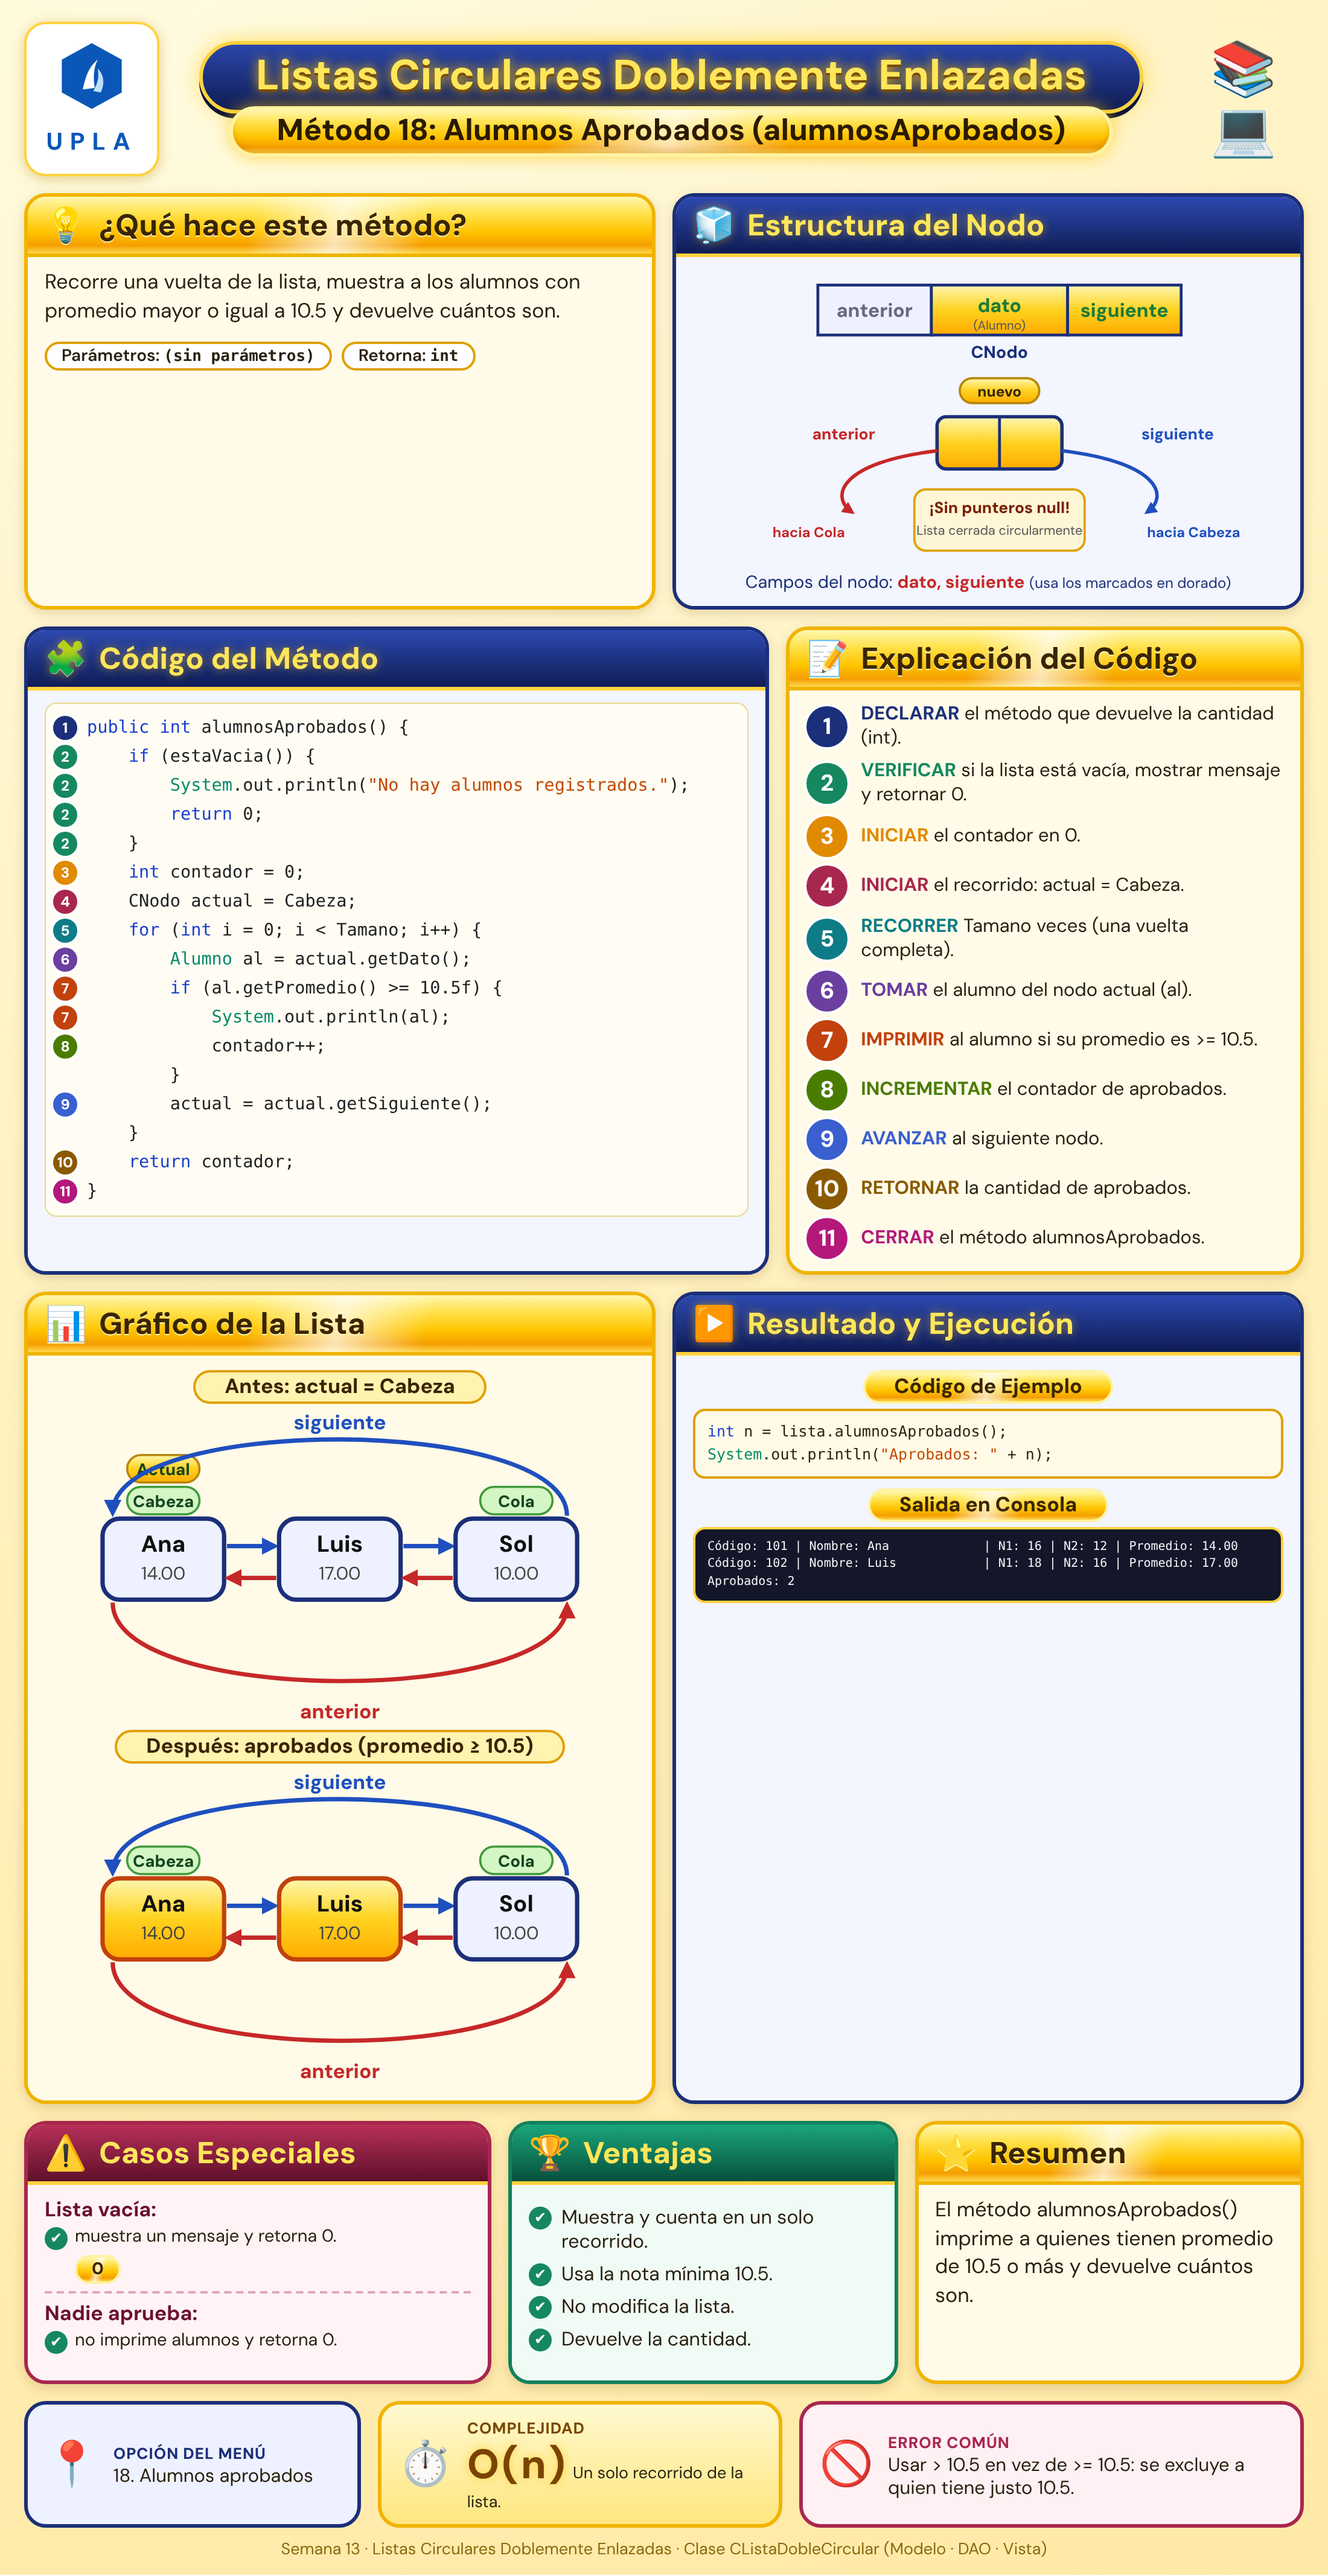 UPLA
Listas Circulares Doblemente Enlazadas
Método 18: Alumnos Aprobados (alumnosAprobados)
¿Qué hace este método?
Recorre una vuelta de la lista, muestra a los alumnos con
promedio mayor o igual a 10.5 y devuelve cuántos son.
Parámetros: (sin parámetros)
Retorna: int
Estructura del Nodo
anterior
dato
(Alumno)
siguiente
CNodo
nuevo
anterior
siguiente
¡Sin punteros null!
Lista cerrada circularmente
hacia Cola
hacia Cabeza
Campos del nodo: dato, siguiente (usa los marcados en dorado)
Código del Método
1 public int alumnosAprobados() {
2 if (estaVacia()) {
2 System.out.println("No hay alumnos registrados.");
2 return 0;
2 }
3 int contador = 0;
4 CNodo actual = Cabeza;
5 for (int i = 0; i < Tamano; i++) {
6 Alumno al = actual.getDato();
7 if (al.getPromedio() >= 10.5f) {
7 System.out.println(al);
8 contador++;
}
9 actual = actual.getSiguiente();
}
10 return contador;
11 }
Explicación del Código
1 DECLARAR el método que devuelve la cantidad
(int).
2 VERIFICAR si la lista está vacía, mostrar mensaje
y retornar 0.
3 INICIAR el contador en 0.
4 INICIAR el recorrido: actual = Cabeza.
5 RECORRER Tamano veces (una vuelta
completa).
6 TOMAR el alumno del nodo actual (al).
7 IMPRIMIR al alumno si su promedio es >= 10.5.
8 INCREMENTAR el contador de aprobados.
9 AVANZAR al siguiente nodo.
10 RETORNAR la cantidad de aprobados.
11 CERRAR el método alumnosAprobados.
Gráfico de la Lista
Antes: actual = Cabeza
siguiente
Actual
Cabeza
Cola
Ana
14.00
Luis
17.00
Sol
10.00
anterior
Después: aprobados (promedio ≥ 10.5)
siguiente
Cabeza
Cola
Ana
14.00
Luis
17.00
Sol
10.00
anterior
Resultado y Ejecución
Código de Ejemplo
int n = lista.alumnosAprobados();
System.out.println("Aprobados: " + n);
Salida en Consola
Código: 101 | Nombre: Ana | N1: 16 | N2: 12 | Promedio: 14.00
Código: 102 | Nombre: Luis | N1: 18 | N2: 16 | Promedio: 17.00
Aprobados: 2
Casos Especiales
Lista vacía:
muestra un mensaje y retorna 0.
0
Nadie aprueba:
no imprime alumnos y retorna 0.
Ventajas
Muestra y cuenta en un solo
recorrido.
Usa la nota mínima 10.5.
No modifica la lista.
Devuelve la cantidad.
Resumen
El método alumnosAprobados()
imprime a quienes tienen promedio
de 10.5 o más y devuelve cuántos
son.
OPCIÓN DEL MENÚ
18. Alumnos aprobados
COMPLEJIDAD
O(n) Un solo recorrido de la
lista.
ERROR COMÚN
Usar > 10.5 en vez de >= 10.5: se excluye a
quien tiene justo 10.5.
Semana 13 · Listas Circulares Doblemente Enlazadas · Clase CListaDobleCircular (Modelo · DAO · Vista)